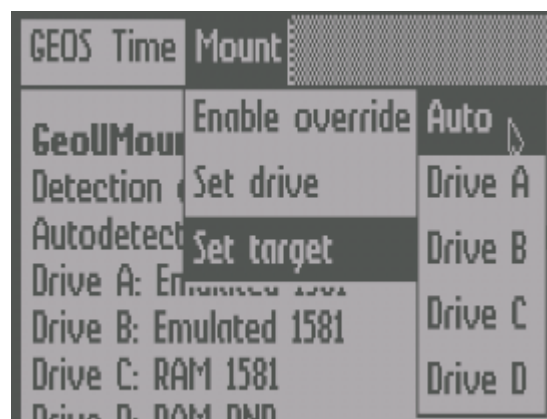 GEOS Time Mount
Enable override
Set drive
Set target
Auto
Drive A
Drive B
Drive C
Drive D
GeoUMou
Detection
Autodetect
Drive A:
Drive B: Emulated 1581
Drive C: RAM 1581